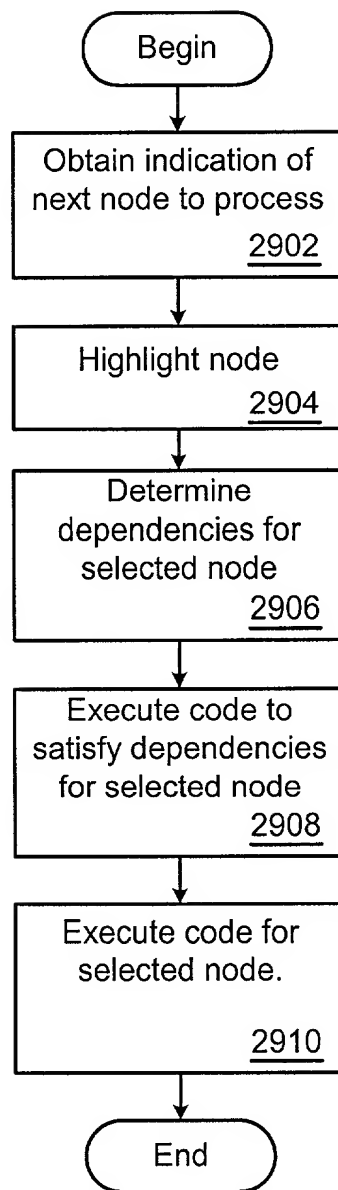 Begin
Obtain indication of
next node to process
2902
Highlight node
2904
Determine
dependencies for
selected node
2906
Execute code to
satisfy dependencies
for selected node
2908
Execute code for
selected node.
2910
End